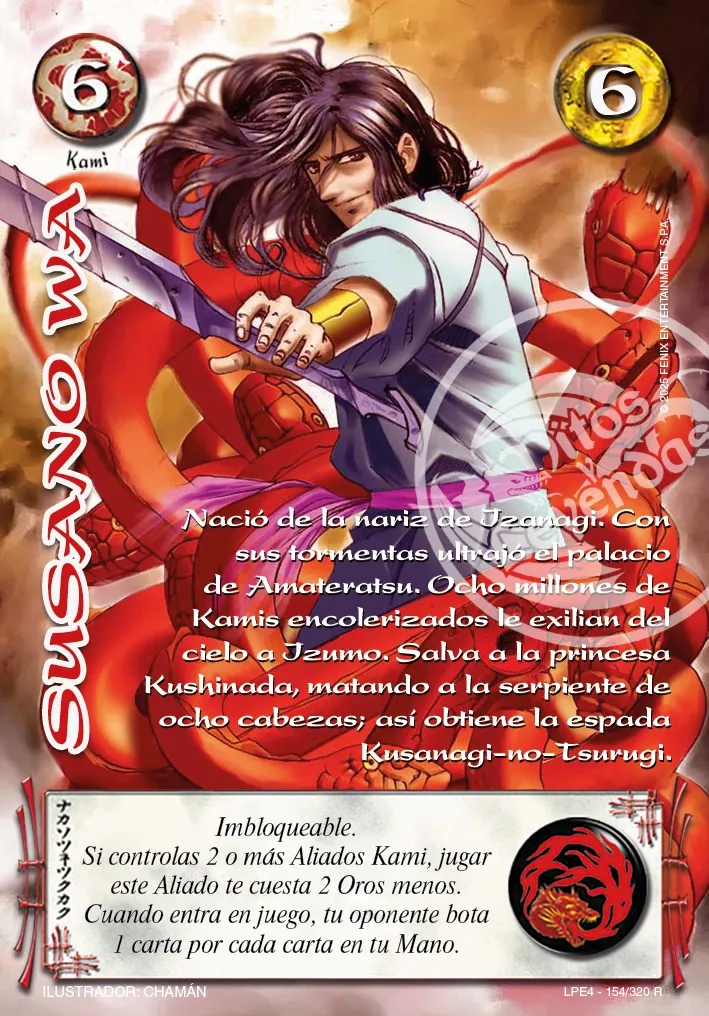 6
6
Kami
SUSANO WA
© 2025 FENIX ENTERTAINMENT S.P.A.
Mitos
y
Leyendas
Nació de la nariz de Izanagi. Con
sus tormentas ultrajó el palacio
de Amateratsu. Ocho millones de
Kamis encolerizados le exilian del
cielo a Izumo. Salva a la princesa
Kushinada, matando a la serpiente de
ocho cabezas; así obtiene la espada
Kusanagi-no-Tsurugi.
ナカソツネツクカク
Imbloqueable.
Si controlas 2 o más Aliados Kami, jugar
este Aliado te cuesta 2 Oros menos.
Cuando entra en juego, tu oponente bota
1 carta por cada carta en tu Mano.
ILUSTRADOR: CHAMÁN
LPE4 - 154/320 R